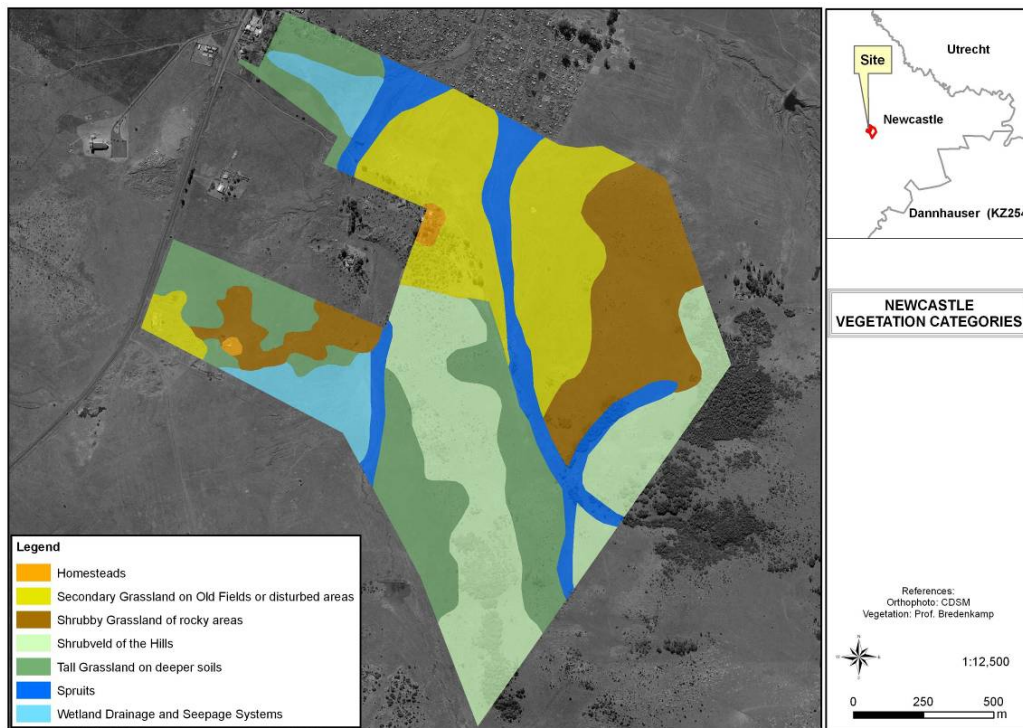 Utrecht
Site
Newcastle
Dannhauser (KZ254
NEWCASTLE
VEGETATION CATEGORIES
Legend
Homesteads
Secondary Grassland on Old Fields or disturbed areas
Shrubby Grassland of rocky areas
Shrubveld of the Hills
Tall Grassland on deeper soils
Spruits
Wetland Drainage and Seepage Systems
References:
Orthophoto: CDSM
Vegetation: Prof. Bredenkamp
1:12,500
0 250 500
m